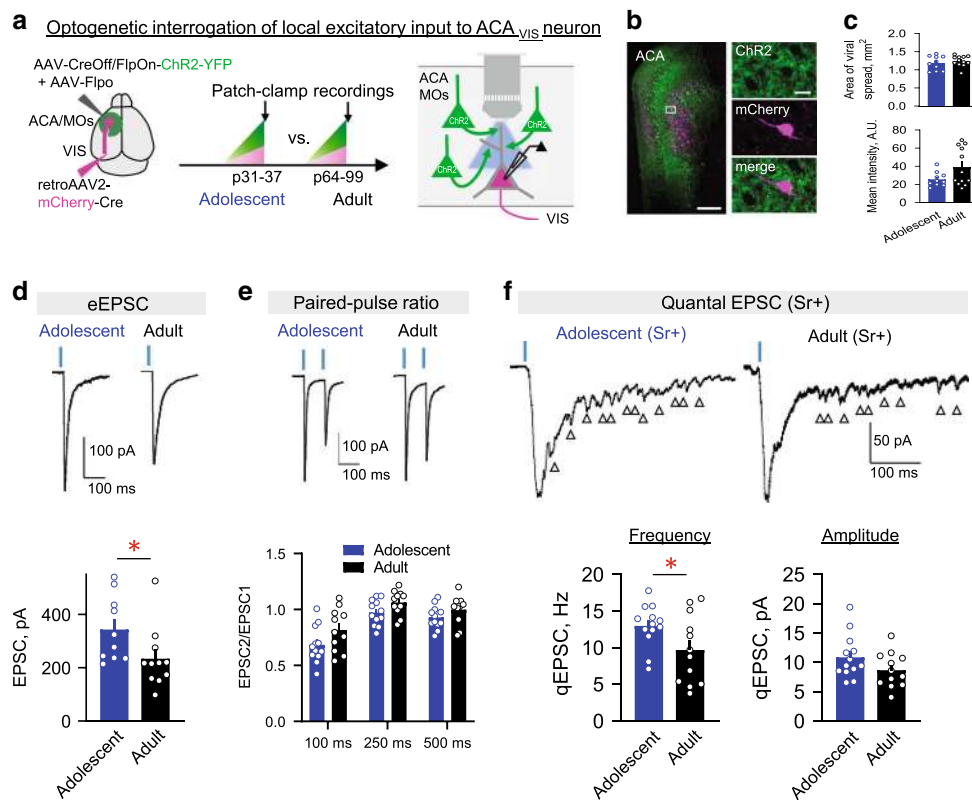 a
Optogenetic interrogation of local excitatory input to ACA VIS neuron
AAV-CreOff/FlpOn-ChR2-YFP
+ AAV-Flpo
ACA/MOs
VIS
retroAAV2-
mCherry-Cre
Patch-clamp recordings
vs.
p31-37
p64-99
Adolescent
Adult
ACA
MOs
ChR2
ChR2
ChR2
VIS
b
ACA
ChR2
mCherry
merge
c
Area of viral
spread, mm2
2.0
1.5
1.0
0.5
0.0
Mean intensity, A.U.
80
60
40
20
0
Adolescent
Adult
d
eEPSC
Adolescent
Adult
100 pA
100 ms
*
EPSC, pA
400
200
0
Adolescent
Adult
e
Paired-pulse ratio
Adolescent
Adult
100 pA
100 ms
EPSC2/EPSC1
1.5
1.0
0.5
0.0
Adolescent
Adult
100 ms
250 ms
500 ms
f
Quantal EPSC (Sr+)
Adolescent (Sr+)
Adult (Sr+)
50 pA
100 ms
Frequency
*
qEPSC, Hz
20
15
10
5
0
Adolescent
Adult
Amplitude
qEPSC, pA
25
20
15
10
5
0
Adolescent
Adult